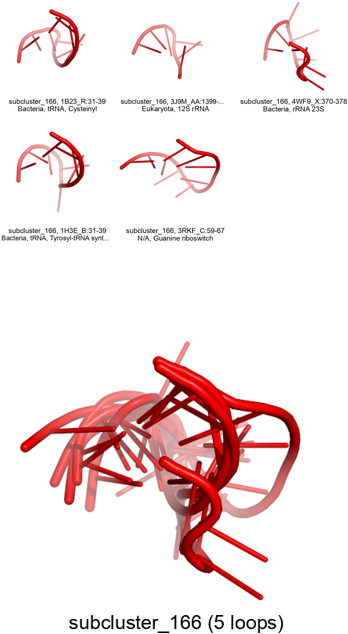 subcluster_166, 1B23_R:31-39
Bacteria, tRNA, Cysteinyl
subcluster_166, 3J9M_AA:1399-...
Eukaryota, 12S rRNA
subcluster_166, 4WF9_X:370-378
Bacteria, rRNA 23S
subcluster_166, 1H3E_B:31-39
Bacteria, tRNA, Tyrosyl-tRNA synt...
subcluster_166, 3RKF_C:59-67
N/A, Guanine riboswitch
subcluster_166 (5 loops)